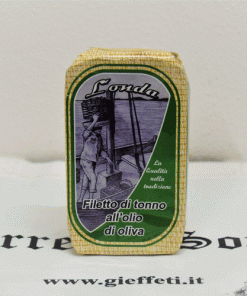 Londa
La
Qualità
nella
tradizione
Filetto di tonno
all'olio
di oliva
www.gieffeti.it